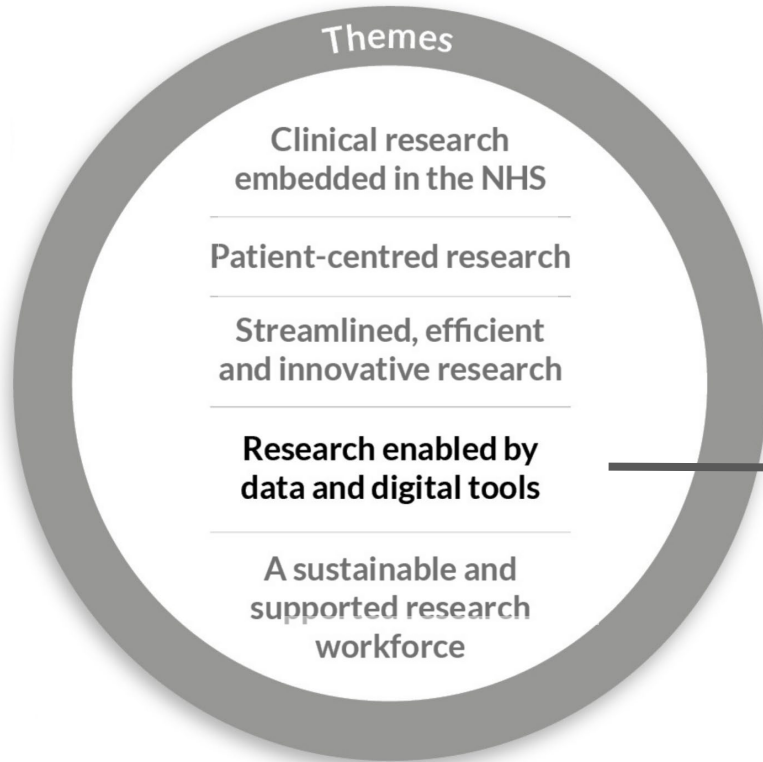 Themes
Clinical research
embedded in the NHS
Patient-centred research
Streamlined, efficient
and innovative research
Research enabled by
data and digital tools
A sustainable and
supported research
workforce